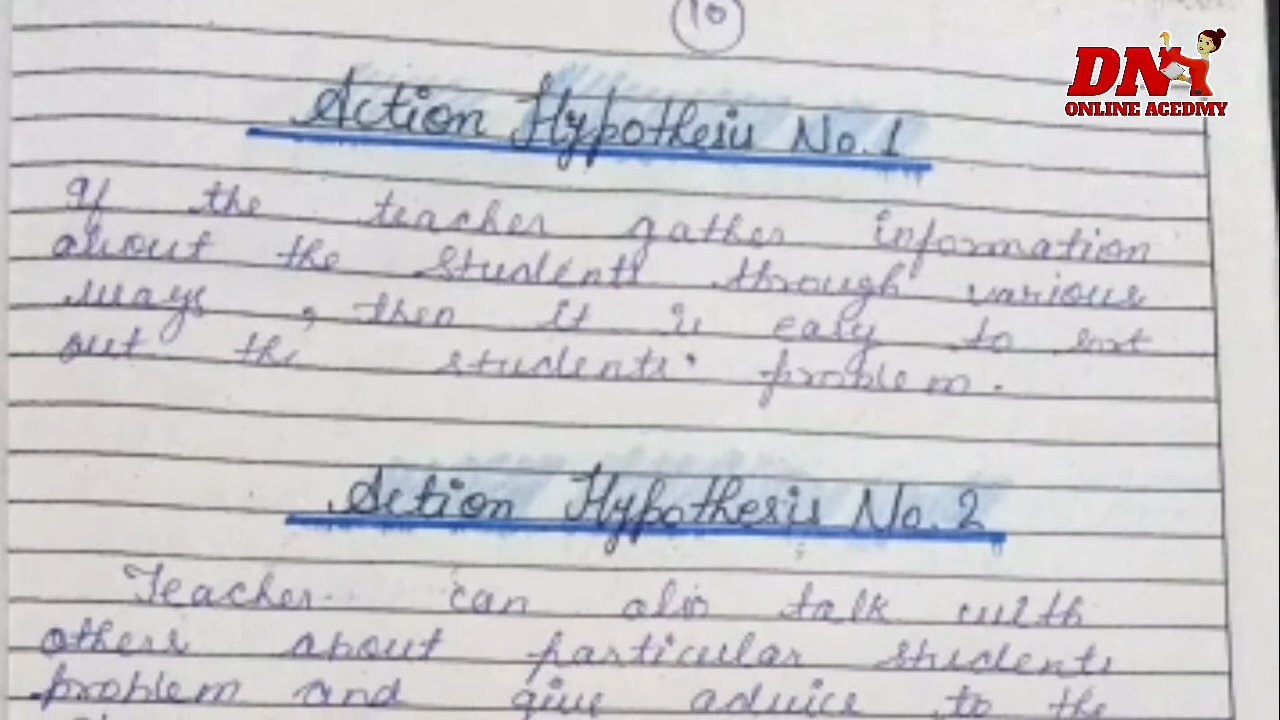 10
DNA
ONLINE ACEDMY
Action Hypothesis No. 1
If the teacher gather information
about the students through various
ways, then it is easy to sort
out the students' problem.
Action Hypothesis No. 2
Teacher can also talk with
others about particular students
problem and give advice to the